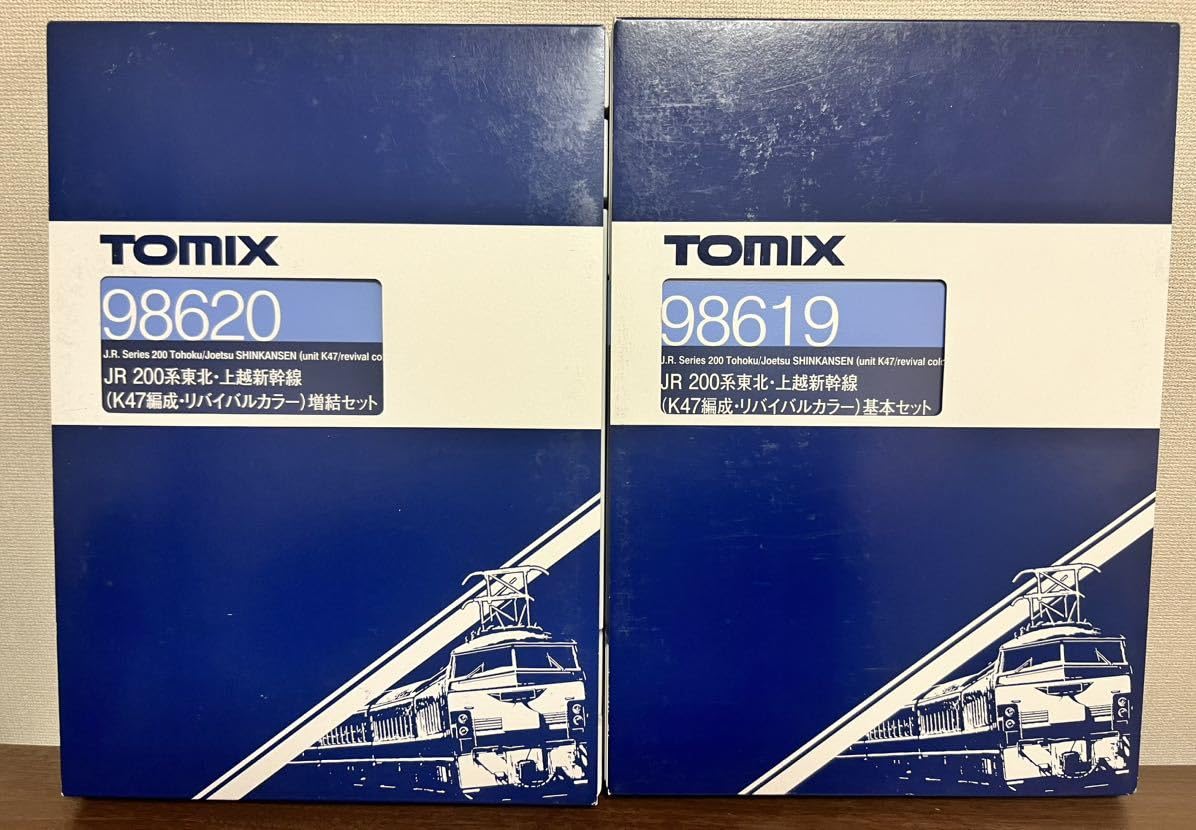 TOMIX
98620
J.R. Series 200 Tohoku/Joetsu SHINKANSEN (unit K47/revival co
JR 200系東北・上越新幹線
(K47編成・リバイバルカラー)増結セット
TOMIX
98619
J.R. Series 200 Tohoku/Joetsu SHINKANSEN (unit K47/revival colo
JR 200系東北・上越新幹線
(K47編成・リバイバルカラー)基本セット